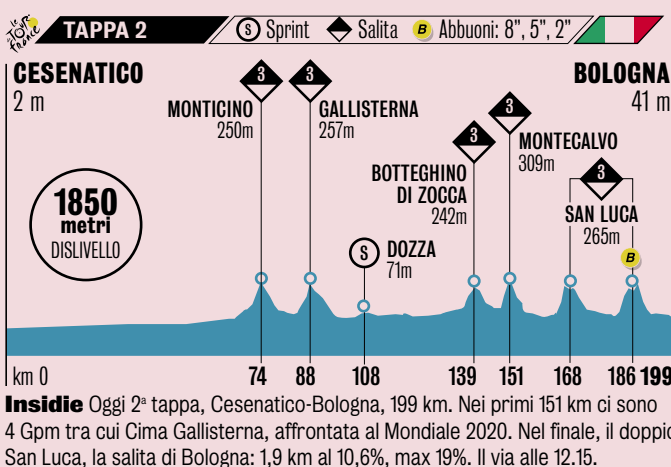 Le Tour de France
TAPPA 2 S Sprint Salita B Abbuoni: 8”, 5”, 2”
CESENATICO
2 m
BOLOGNA
41 m
3 3
MONTICINO
250m
GALLISTERNA
257m
3 3
BOTTEGHINO
DI ZOCCA
242m
MONTECALVO
309m
3
SAN LUCA
265m
B
1850
metri
DISLIVELLO
S DOZZA
71m
km 0 74 88 108 139 151 168 186 199
Insidie Oggi 2ª tappa, Cesenatico-Bologna, 199 km. Nei primi 151 km ci sono
4 Gpm tra cui Cima Gallisterna, affrontata al Mondiale 2020. Nel finale, il doppio
San Luca, la salita di Bologna: 1,9 km al 10,6%, max 19%. Il via alle 12.15.